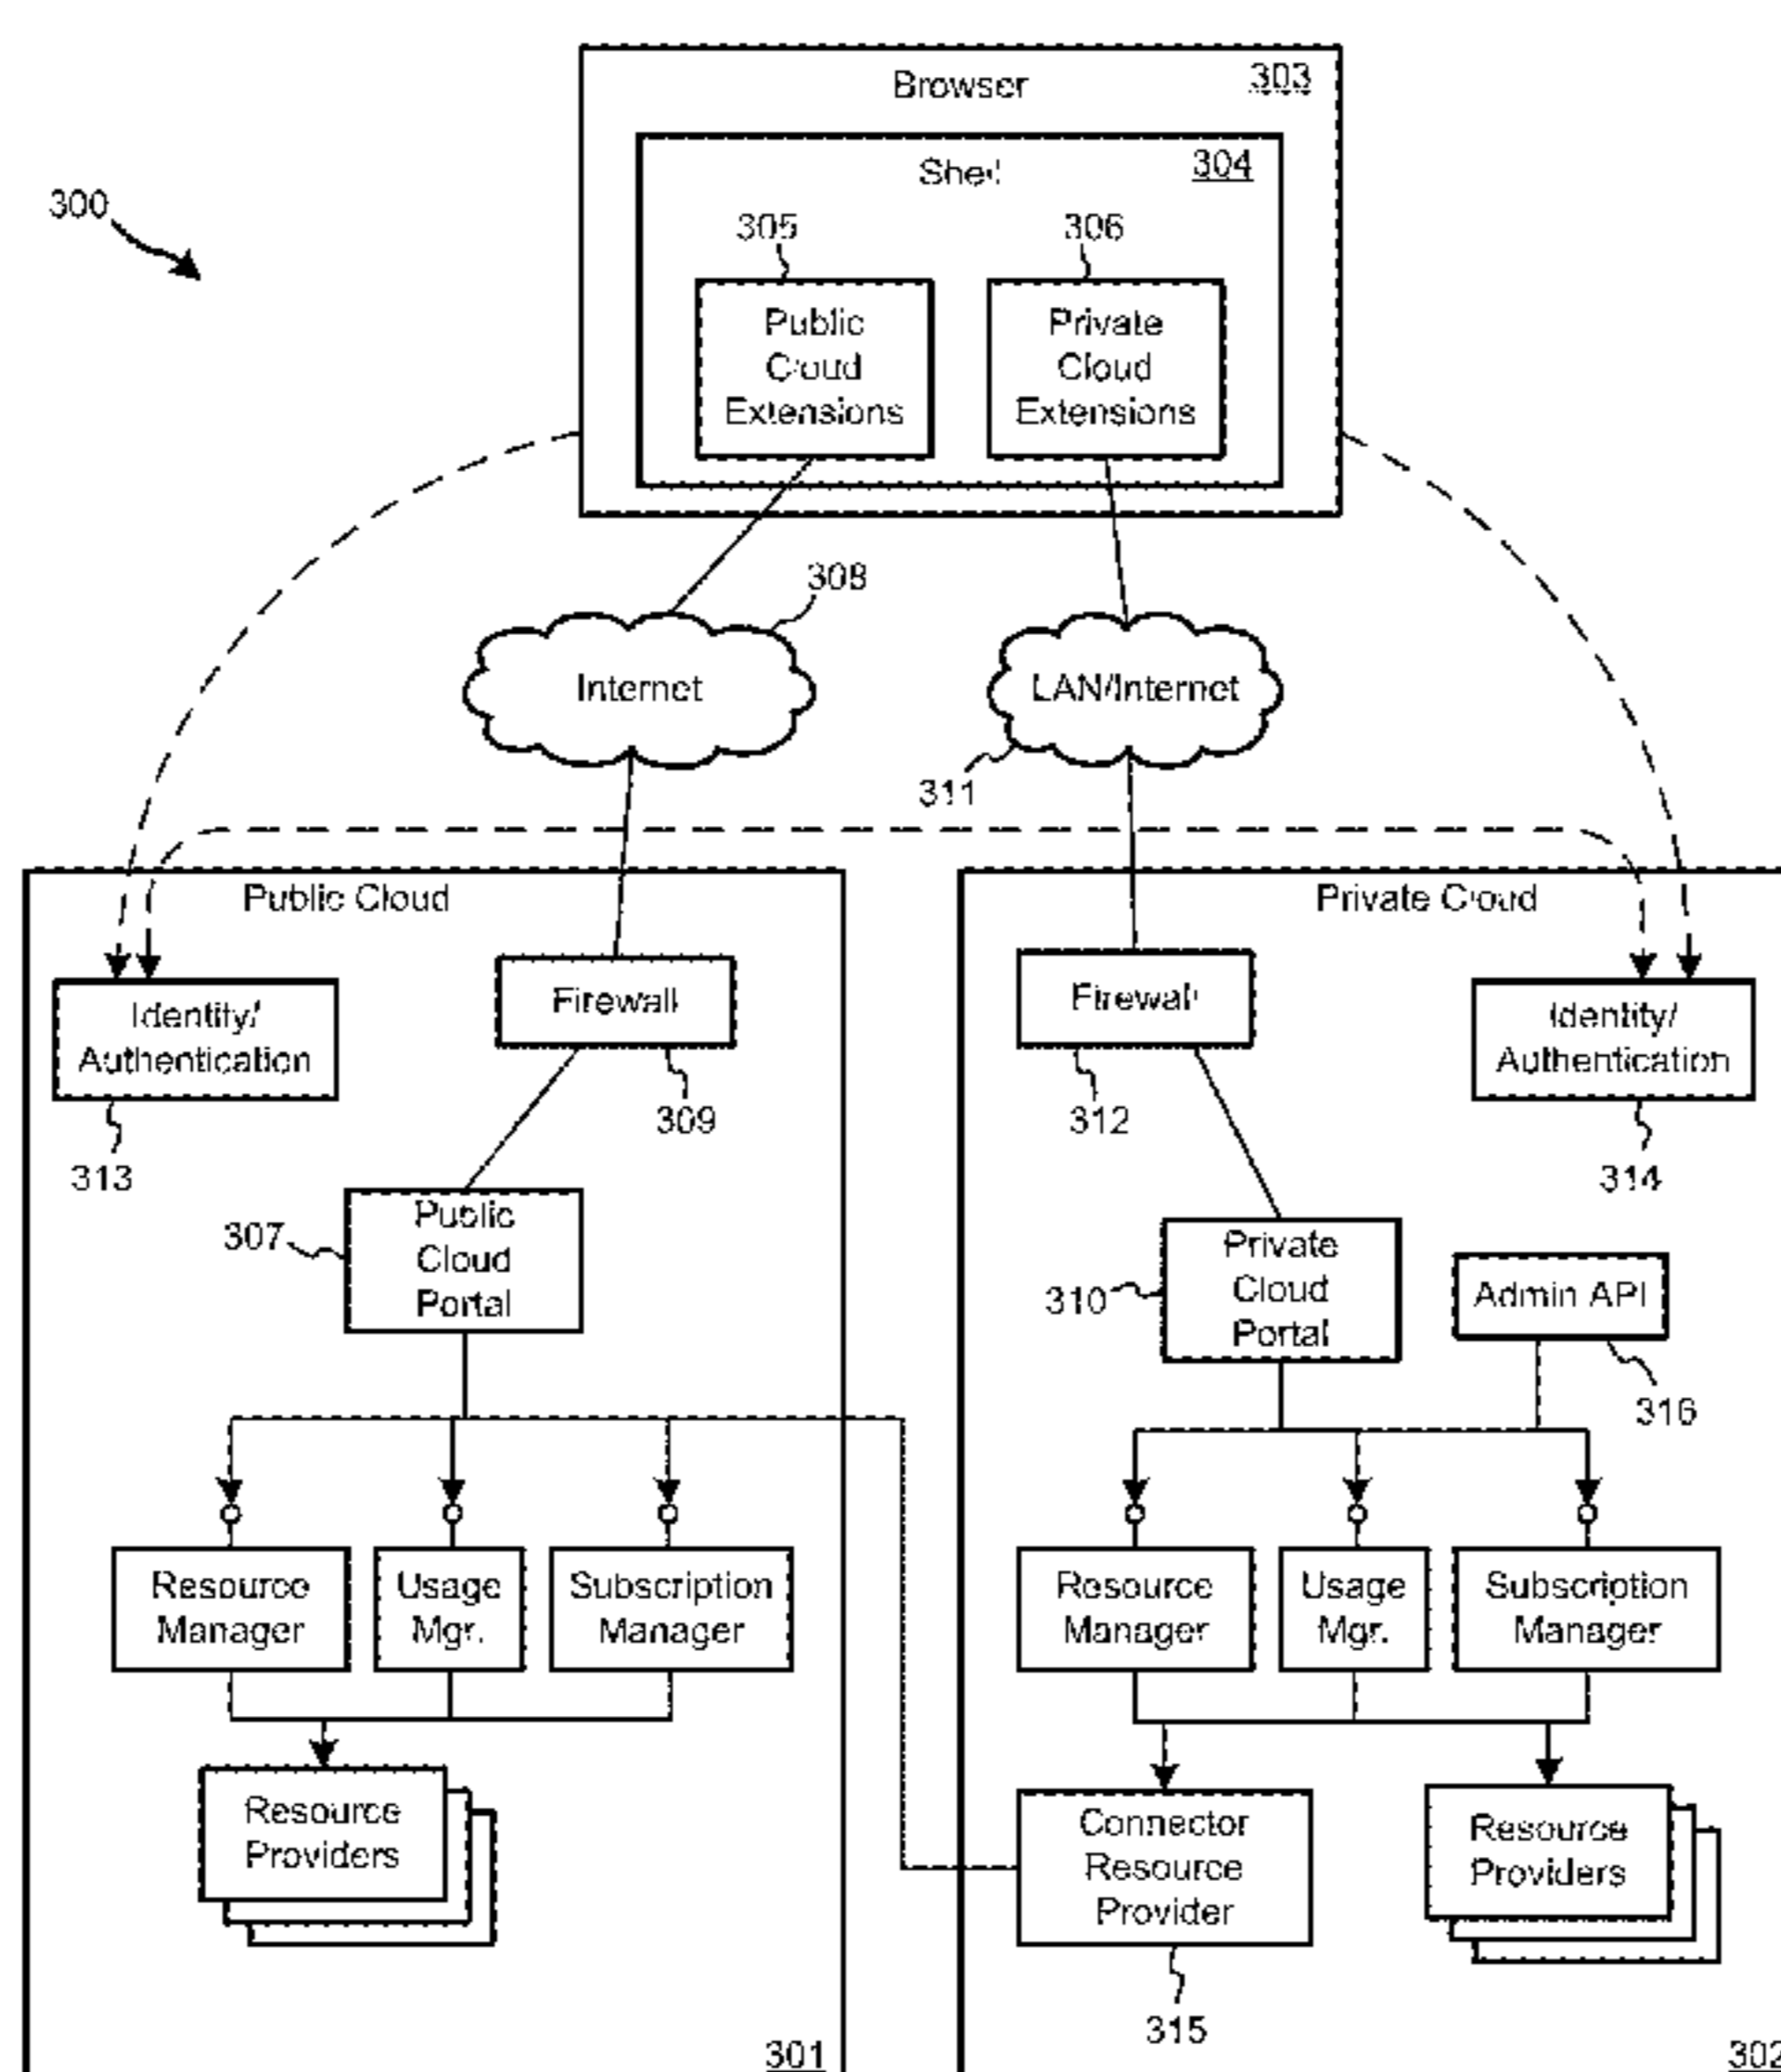 Browser
303
Shell
304
300
305
306
Public
Cloud
Extensions
Private
Cloud
Extensions
308
Internet
LAN/Internet
311
Public Cloud
Private Cloud
Identity/
Authentication
313
Firewall
309
Firewall
312
Identity/
Authentication
314
307
Public
Cloud
Portal
310
Private
Cloud
Portal
Admin API
316
Resource
Manager
Usage
Mgr.
Subscription
Manager
Resource
Manager
Usage
Mgr.
Subscription
Manager
Resource
Providers
Connector
Resource
Provider
315
Resource
Providers
301
302